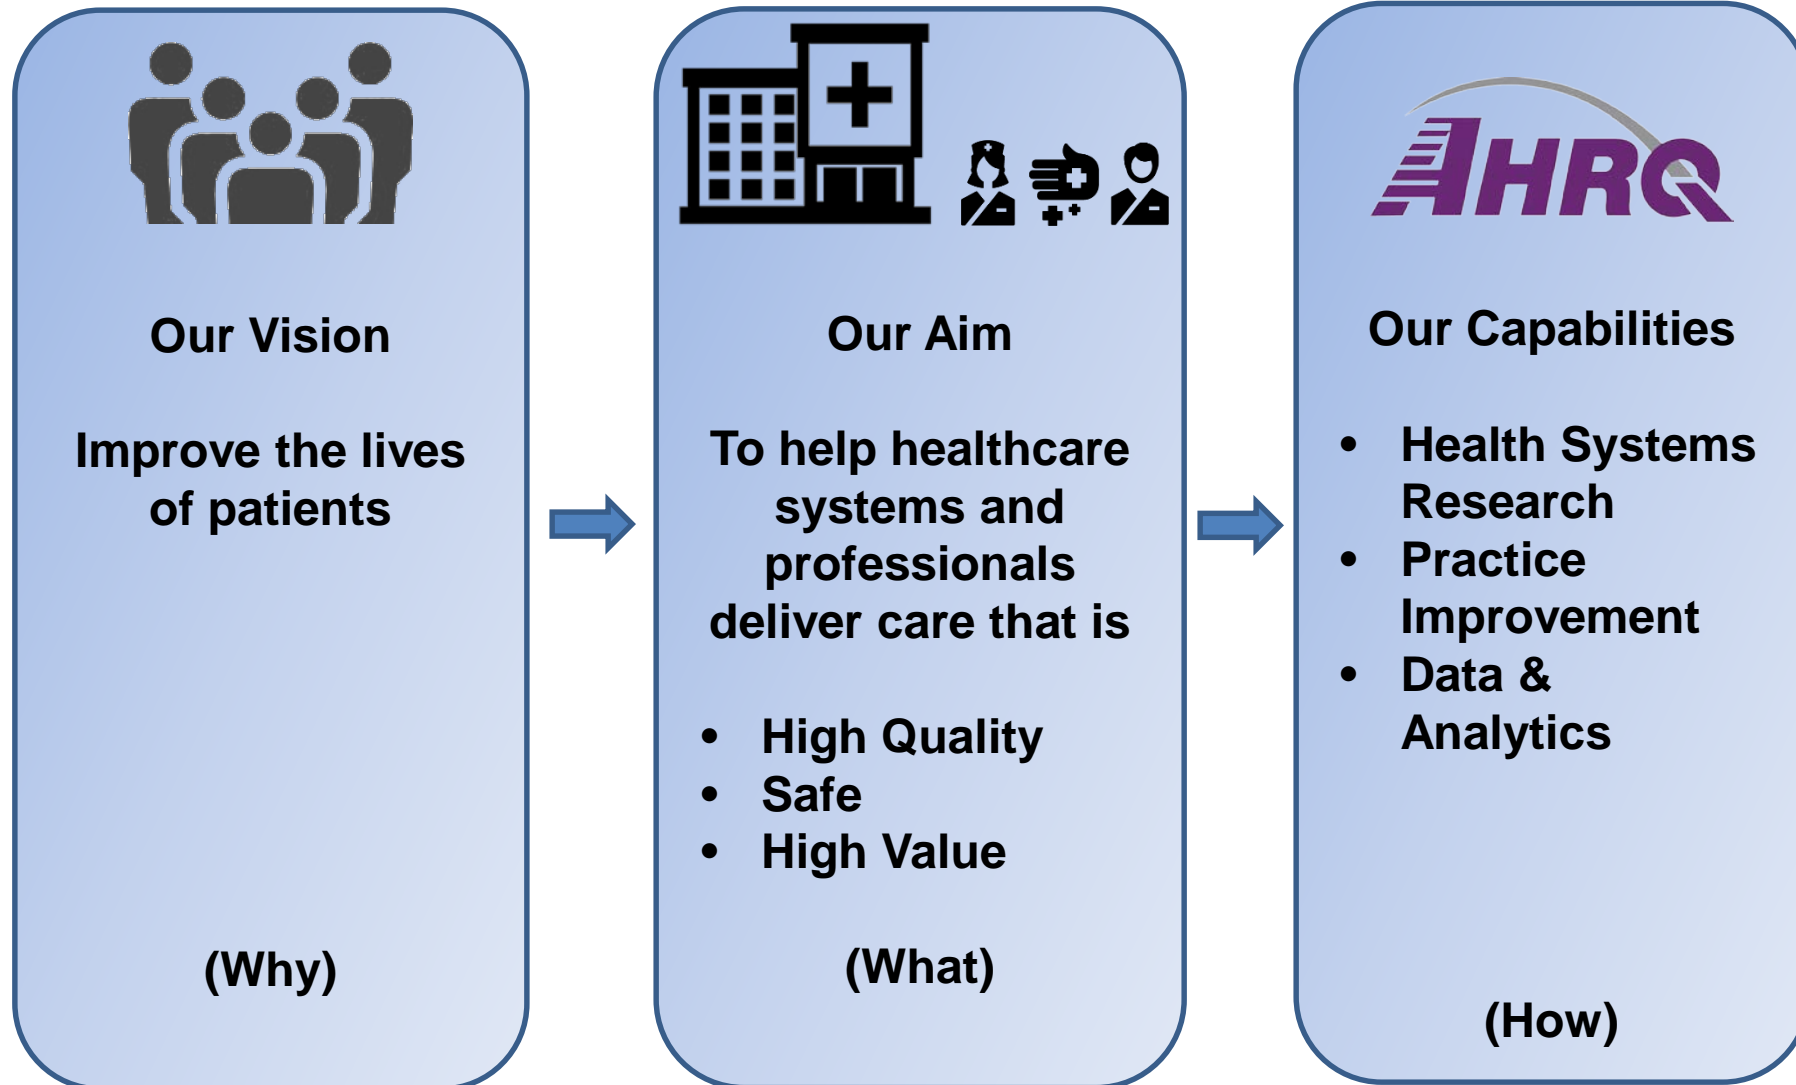 Our Vision
Improve the lives
of patients
(Why)
Our Aim
To help healthcare
systems and
professionals
deliver care that is
• High Quality
• Safe
• High Value
(What)
AHRQ
Our Capabilities
• Health Systems
Research
• Practice
Improvement
• Data &
Analytics
(How)